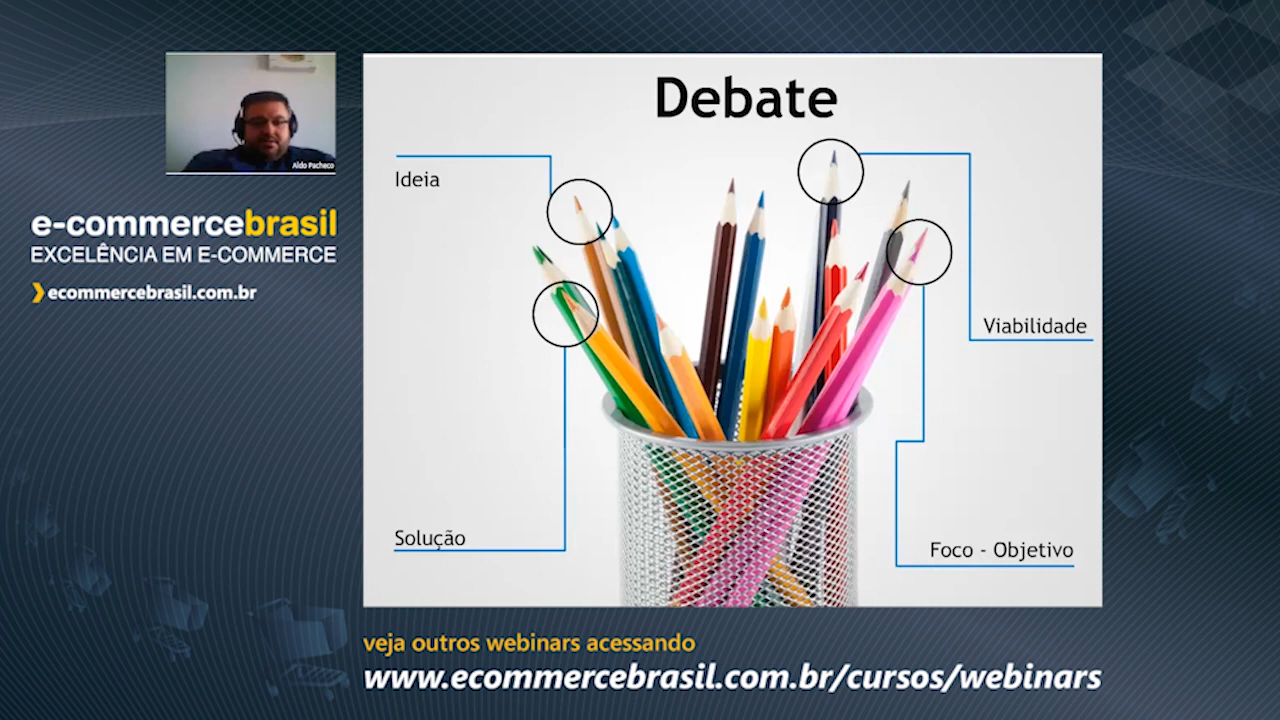 Aldo Pacheco
e-commercebrasil
EXCELÊNCIA EM E-COMMERCE
ecommercebrasil.com.br
Debate
Ideia
Viabilidade
Solução
Foco - Objetivo
veja outros webinars acessando
www.ecommercebrasil.com.br/cursos/webinars